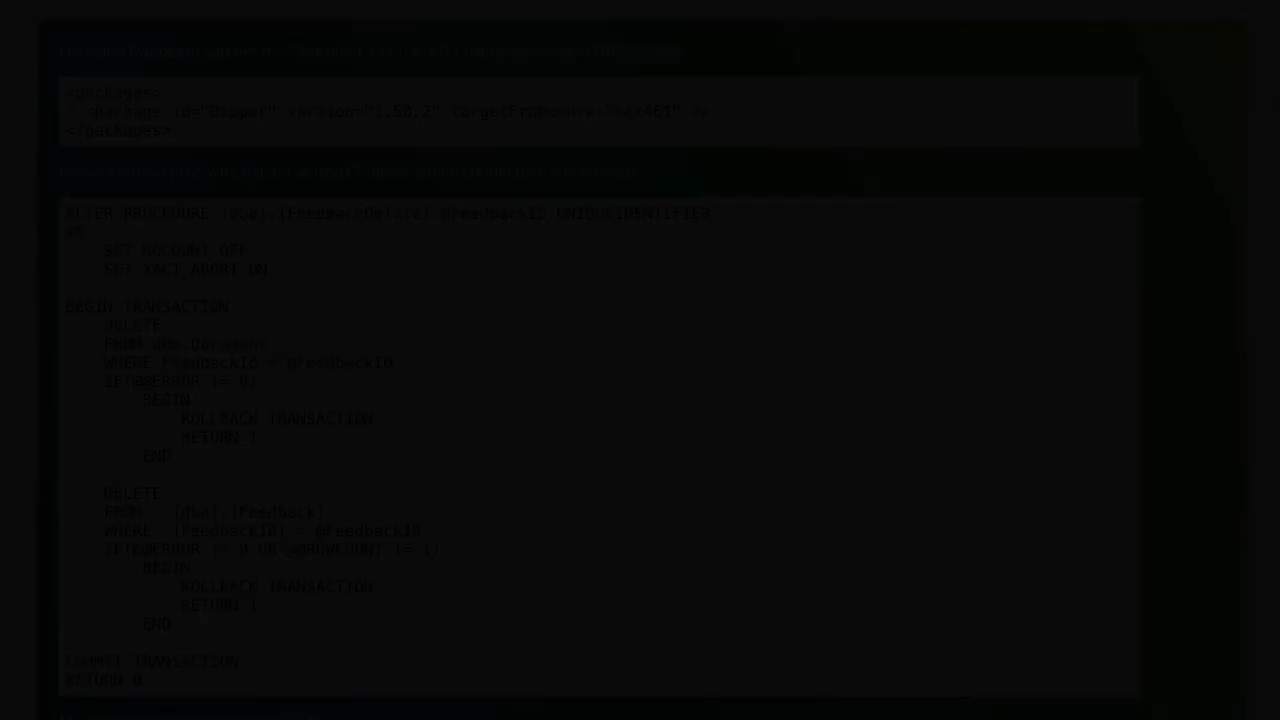 <packages>
<package id="Dapper" version="1.50.2" targetFramework="net461" />
</packages>
ALTER PROCEDURE [dbo].[FeedbackDelete] @FeedbackID UNIQUEIDENTIFIER
AS
SET NOCOUNT OFF
SET XACT_ABORT ON
BEGIN TRANSACTION
DELETE
FROM dbo.Document
WHERE FeedbackId = @FeedbackID
IF(@@ERROR != 0)
BEGIN
ROLLBACK TRANSACTION
RETURN 1
END
DELETE
FROM [dbo].[Feedback]
WHERE [FeedbackID] = @FeedbackID
IF(@@ERROR != 0 OR @@ROWCOUNT != 1)
BEGIN
ROLLBACK TRANSACTION
RETURN 1
END
COMMIT TRANSACTION
RETURN 0